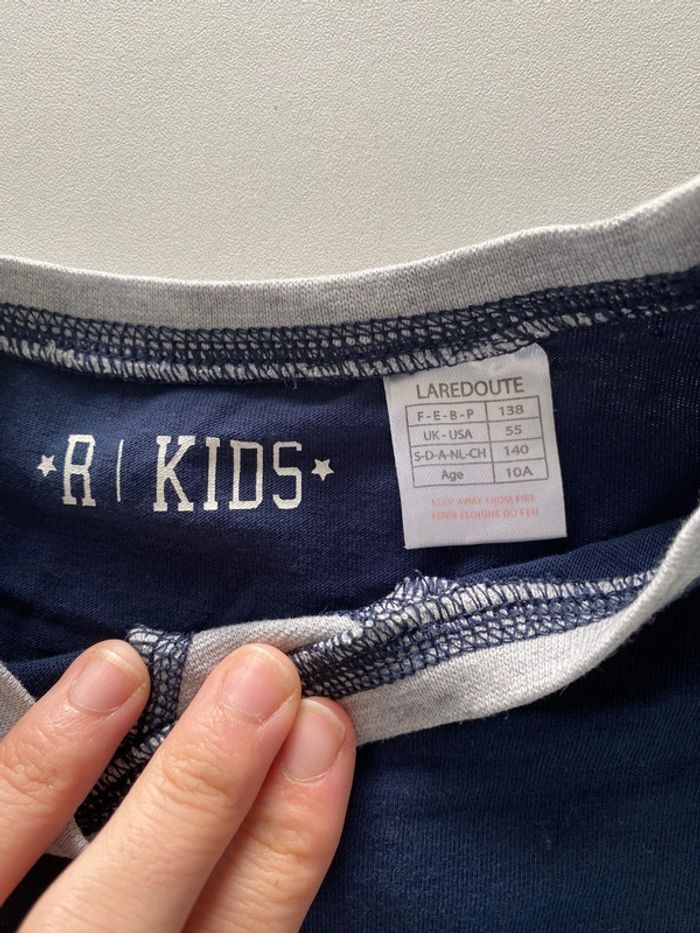 R | KIDS
LAREDOUTE
F-E-B-P 138
UK-USA 55
S-D-A-NL-CH 140
Age 10A
KEEP AWAY FROM FIRE
TENIR ELOIGNE DU FEU